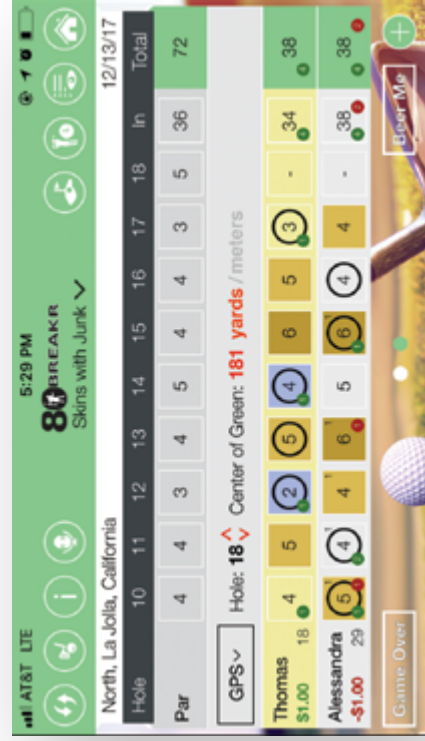 AT&T LTE 5:29 PM
80BREAKR
Skins with Junk
North, La Jolla, California 12/13/17
Hole 10 11 12 13 14 15 16 17 18 In Total
Par 4 4 3 4 5 4 4 3 5 36 72
GPS Hole: 18 Center of Green: 181 yards / meters
Thomas 4 5 2 5 4 6 5 3 - 34 38
$1.00 18
Alessandra 5 4 4 6 5 6 4 4 - 38 38
-$1.00 29
Game Over Beer Me